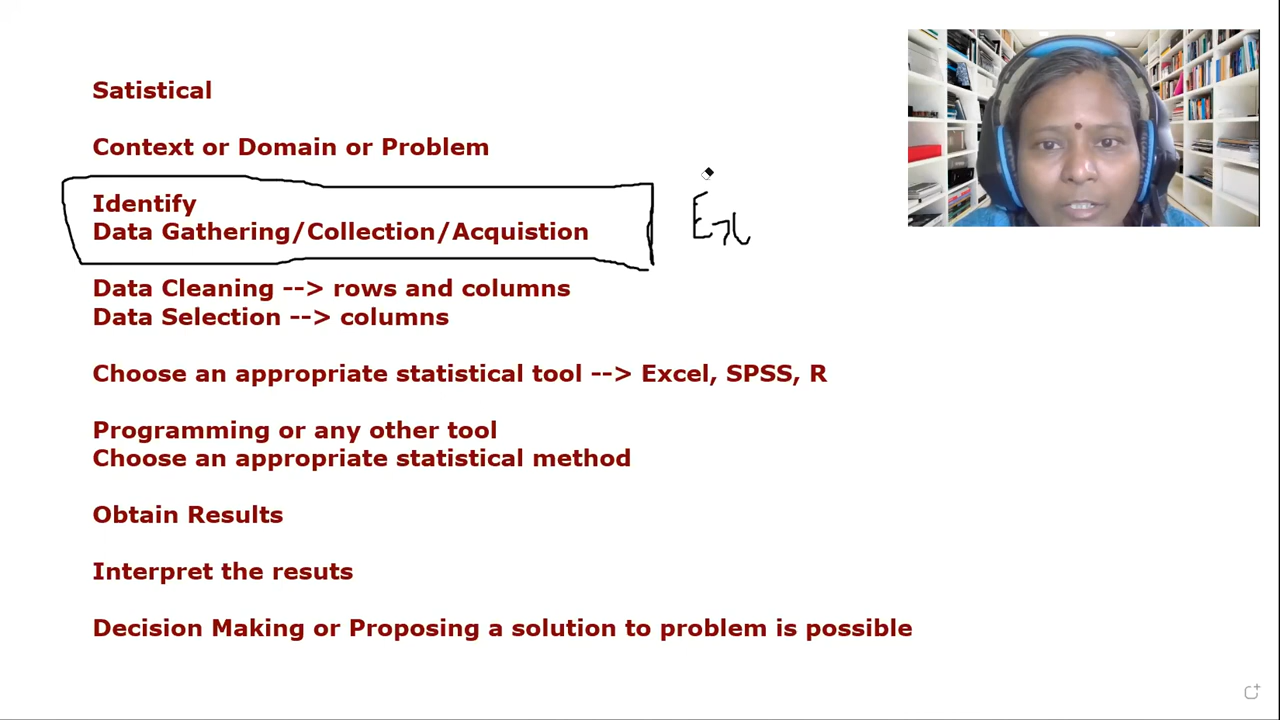 Satistical
Context or Domain or Problem
Identify
Data Gathering/Collection/Acquistion
Data Cleaning --> rows and columns
Data Selection --> columns
Choose an appropriate statistical tool --> Excel, SPSS, R
Programming or any other tool
Choose an appropriate statistical method
Obtain Results
Interpret the resuts
Decision Making or Proposing a solution to problem is possible